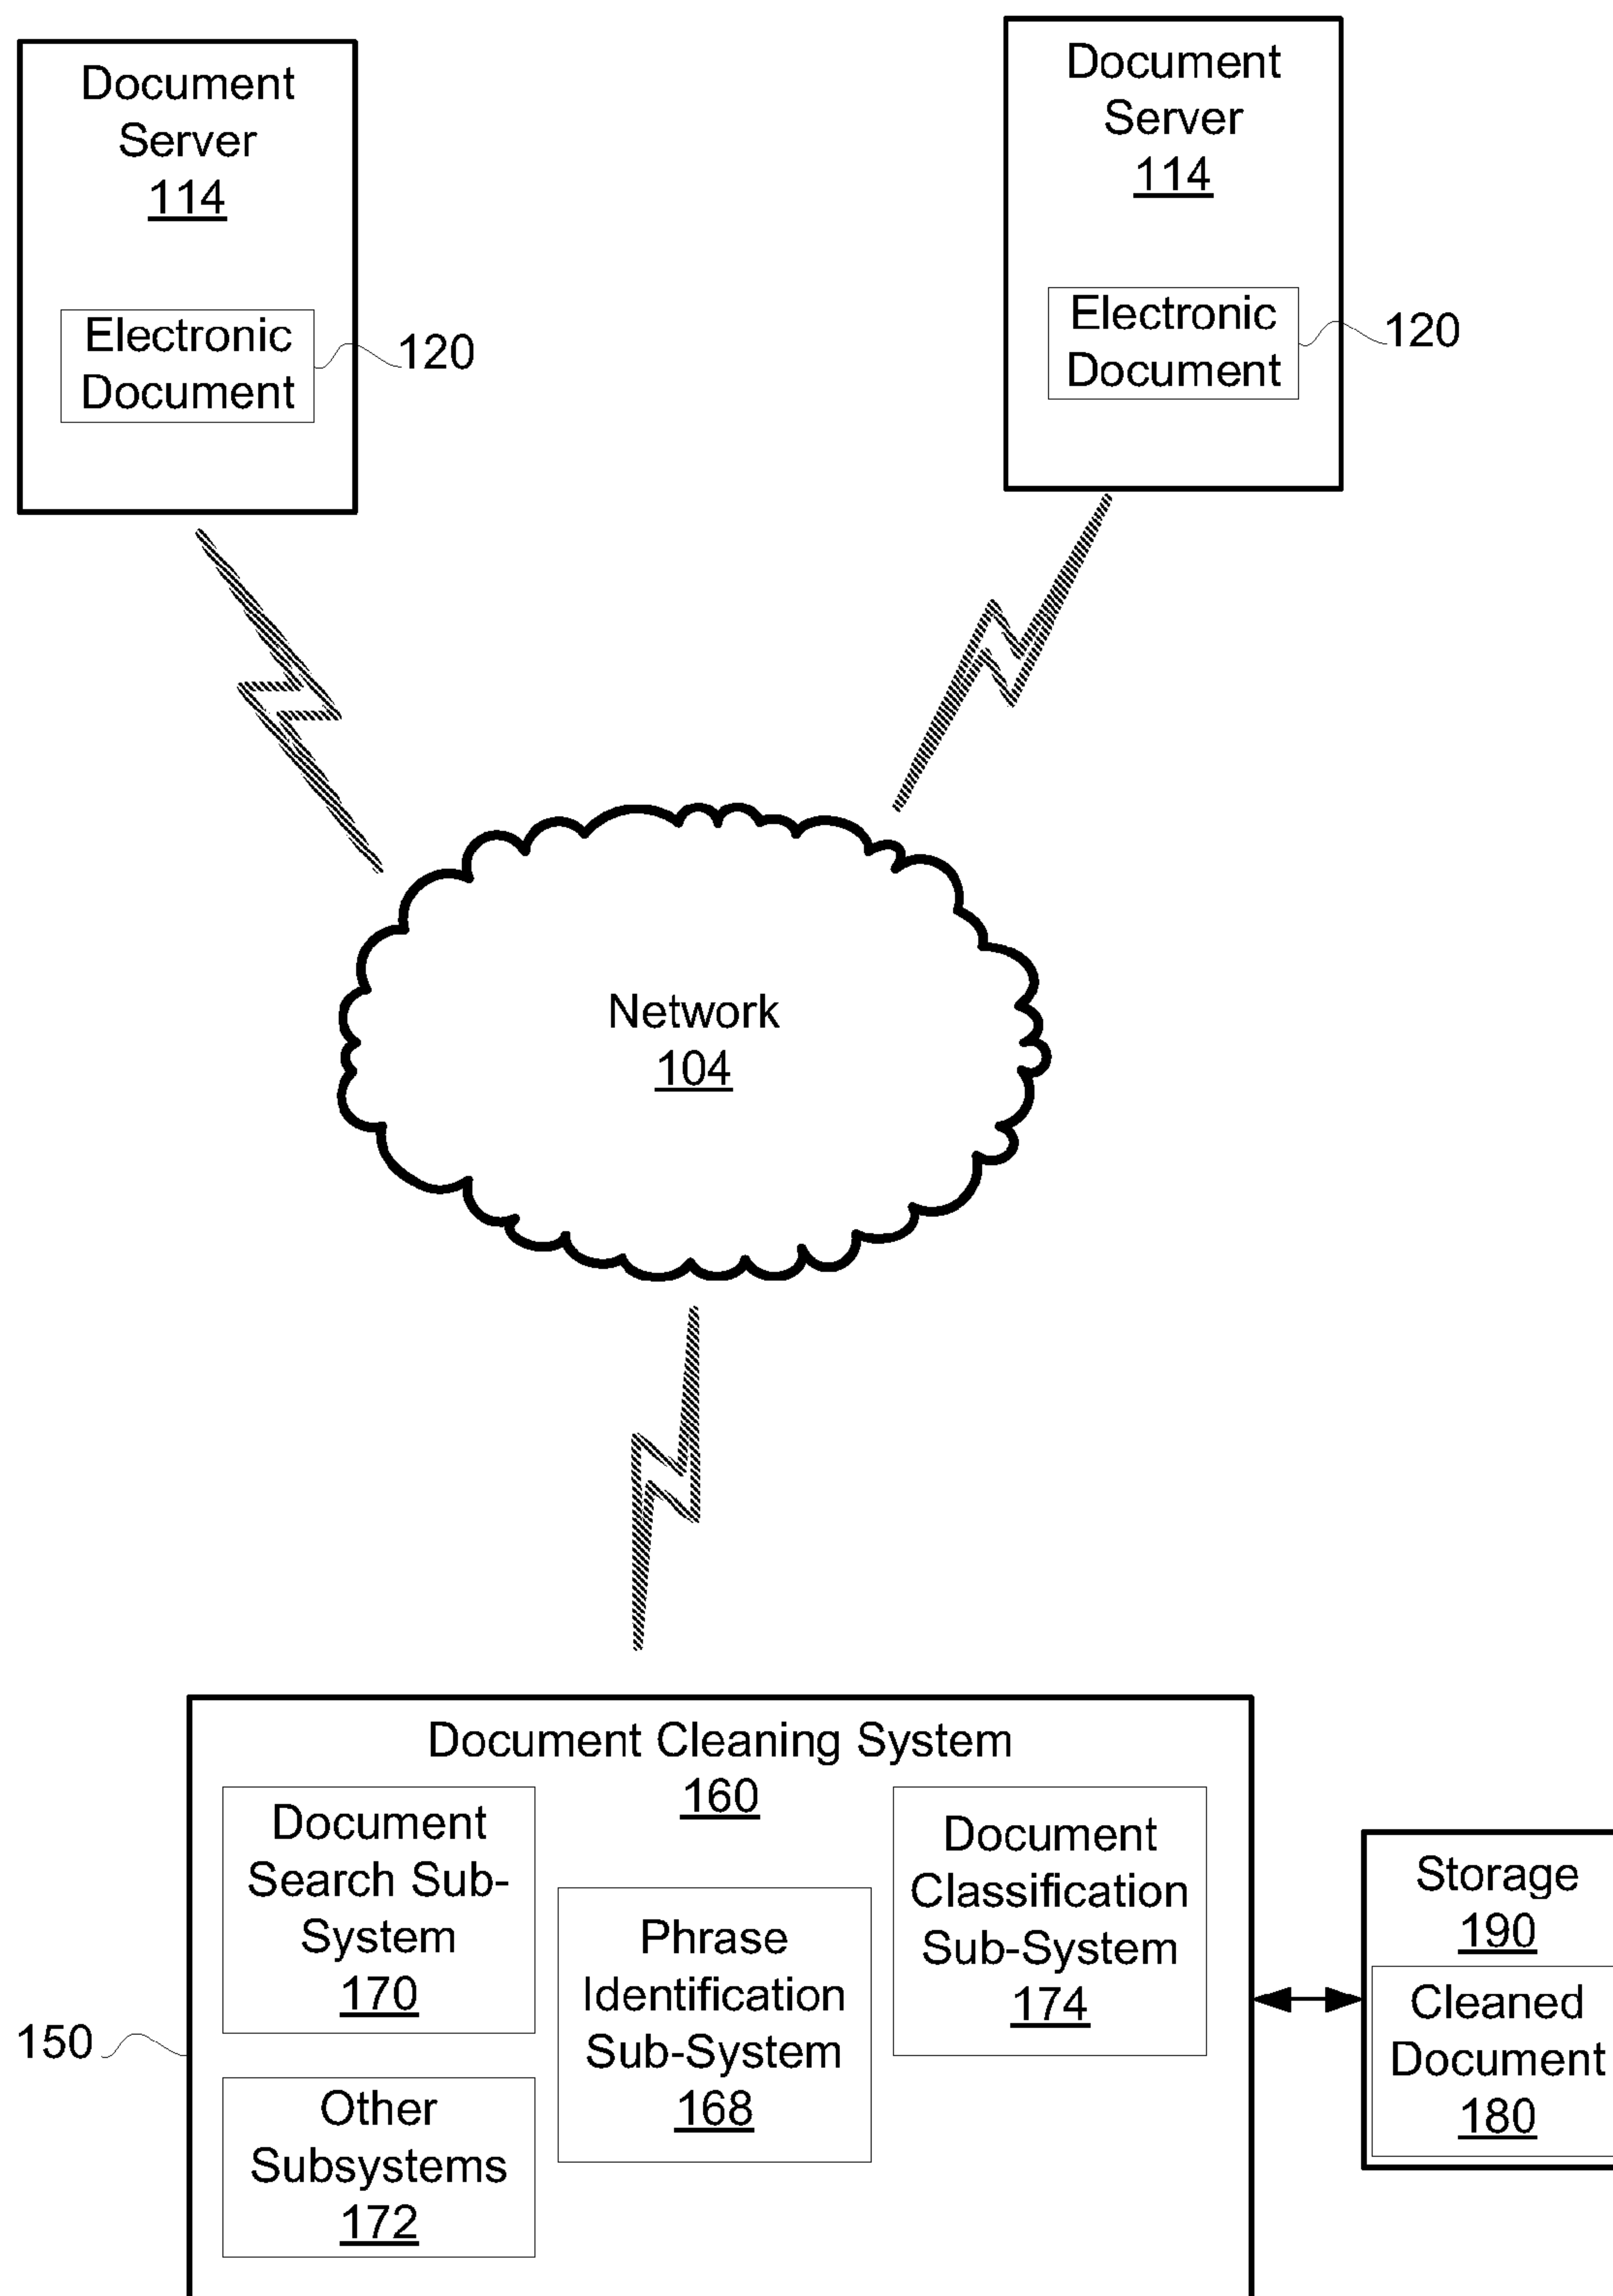 Document
Server
114
Electronic
Document
120
Document
Server
114
Electronic
Document
120
Network
104
Document Cleaning System
160
Document
Search Sub-
System
170
Phrase
Identification
Sub-System
168
Document
Classification
Sub-System
174
Other
Subsystems
172
150
Storage
190
Cleaned
Document
180